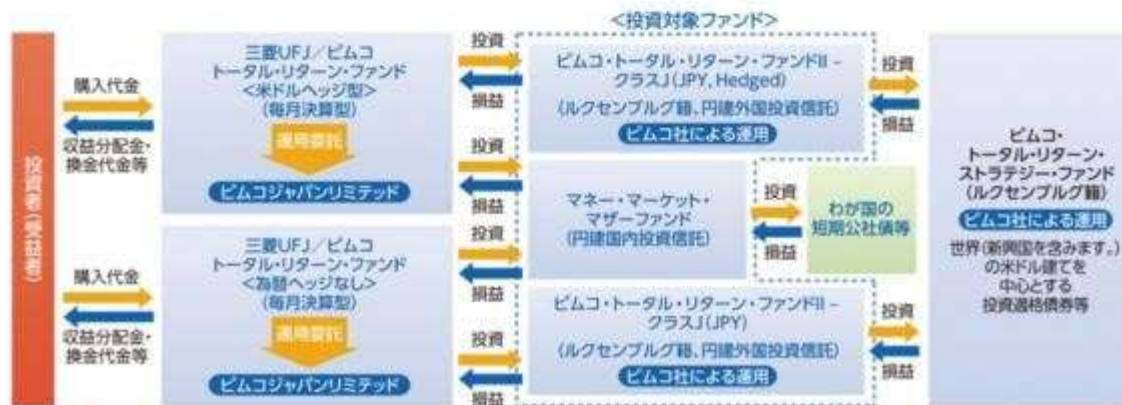 <投資対象ファンド>
投資者(受益者)
購入代金
収益分配金・
換金代金等
三菱UFJ/ピムコ
トータル・リターン・ファンド
<米ドルヘッジ型>
(毎月決算型)
運用委託
ピムコジャパンリミテッド
投資
損益
投資
損益
ピムコ・トータル・リターン・ファンドII −
クラスJ(JPY, Hedged)
(ルクセンブルグ籍、円建外国投資信託)
ピムコ社による運用
投資
損益
マネー・マーケット・
マザーファンド
(円建国内投資信託)
投資
損益
わが国の
短期公社債等
購入代金
収益分配金・
換金代金等
三菱UFJ/ピムコ
トータル・リターン・ファンド
<為替ヘッジなし>
(毎月決算型)
運用委託
ピムコジャパンリミテッド
投資
損益
投資
損益
ピムコ・トータル・リターン・ファンドII −
クラスJ(JPY)
(ルクセンブルグ籍、円建外国投資信託)
ピムコ社による運用
投資
損益
ピムコ・
トータル・リターン・
ストラテジー・ファンド
(ルクセンブルグ籍)
ピムコ社による運用
世界(新興国を含みます。)
の米ドル建てを
中心とする
投資適格債券等